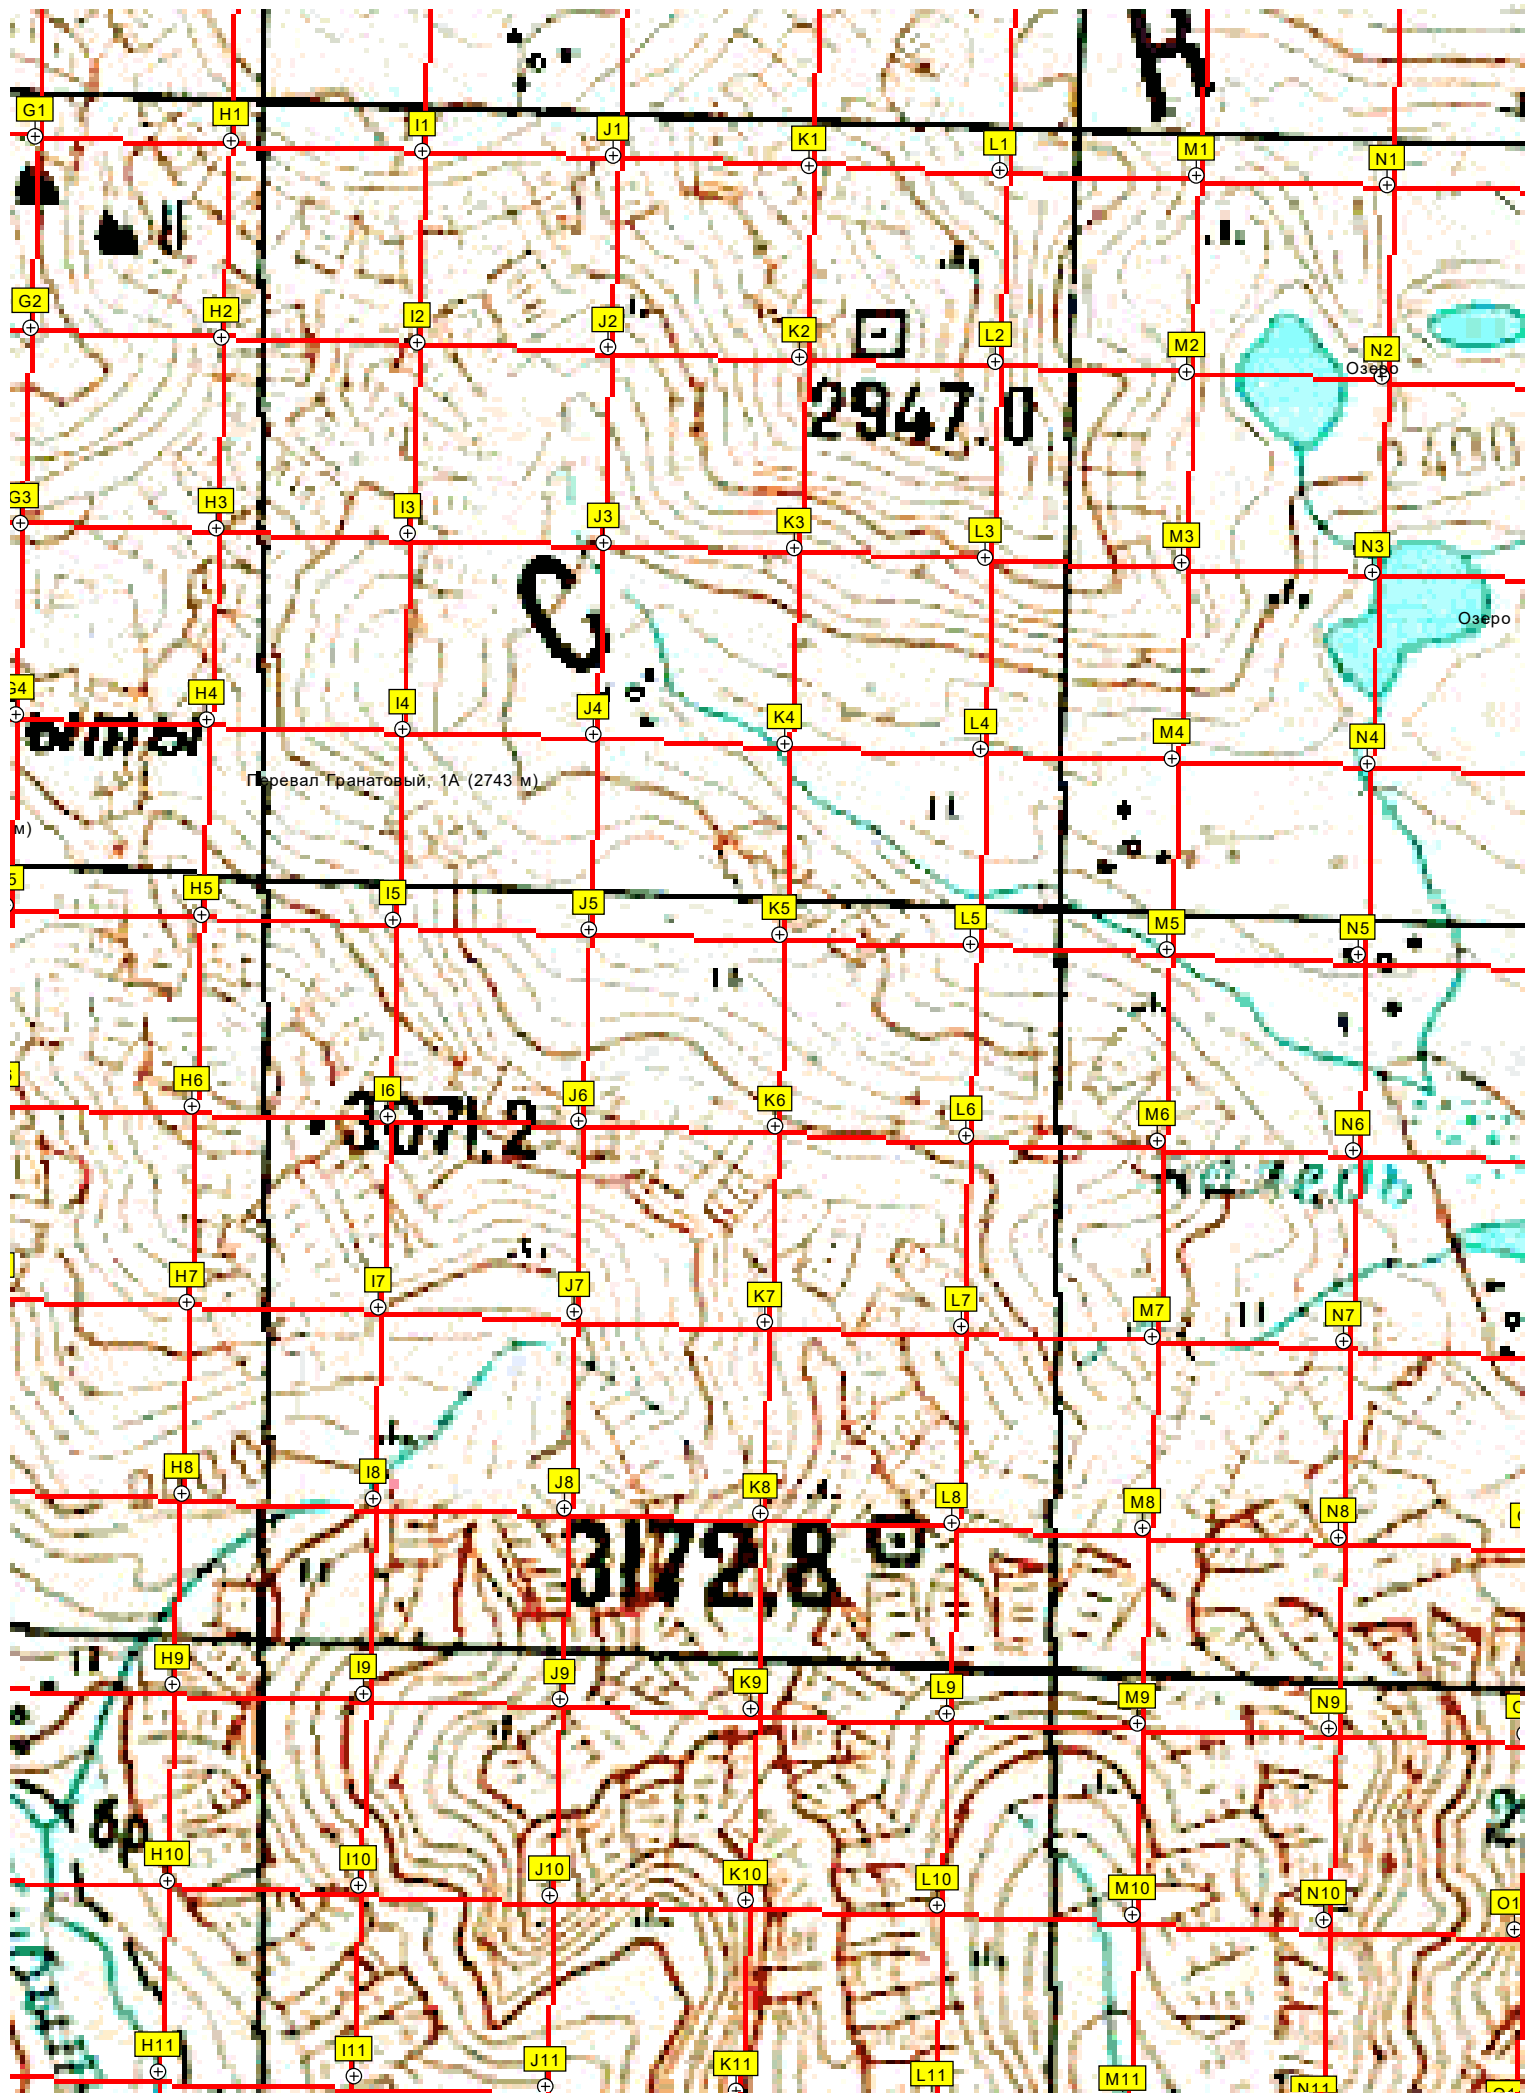 G1 H1 I1 J1 K1 L1 M1 N1
G2 H2 I2 J2 K2 L2 M2 N2
Озеро
2947.0
G3 H3 I3 J3 K3 L3 M3 N3
Озеро
G4 H4 I4 J4 K4 L4 M4 N4
Перевал Гранатовый, 1А (2743 м)
м)
5 H5 I5 J5 K5 L5 M5 N5
H6 I6 J6 K6 L6 M6 N6
3071.2
H7 I7 J7 K7 L7 M7 N7
H8 I8 J8 K8 L8 M8 N8
3172,8
H9 I9 J9 K9 L9 M9 N9
бр
H10 I10 J10 K10 L10 M10 N10 O1
H11 I11 J11 K11 L11 M11 N11